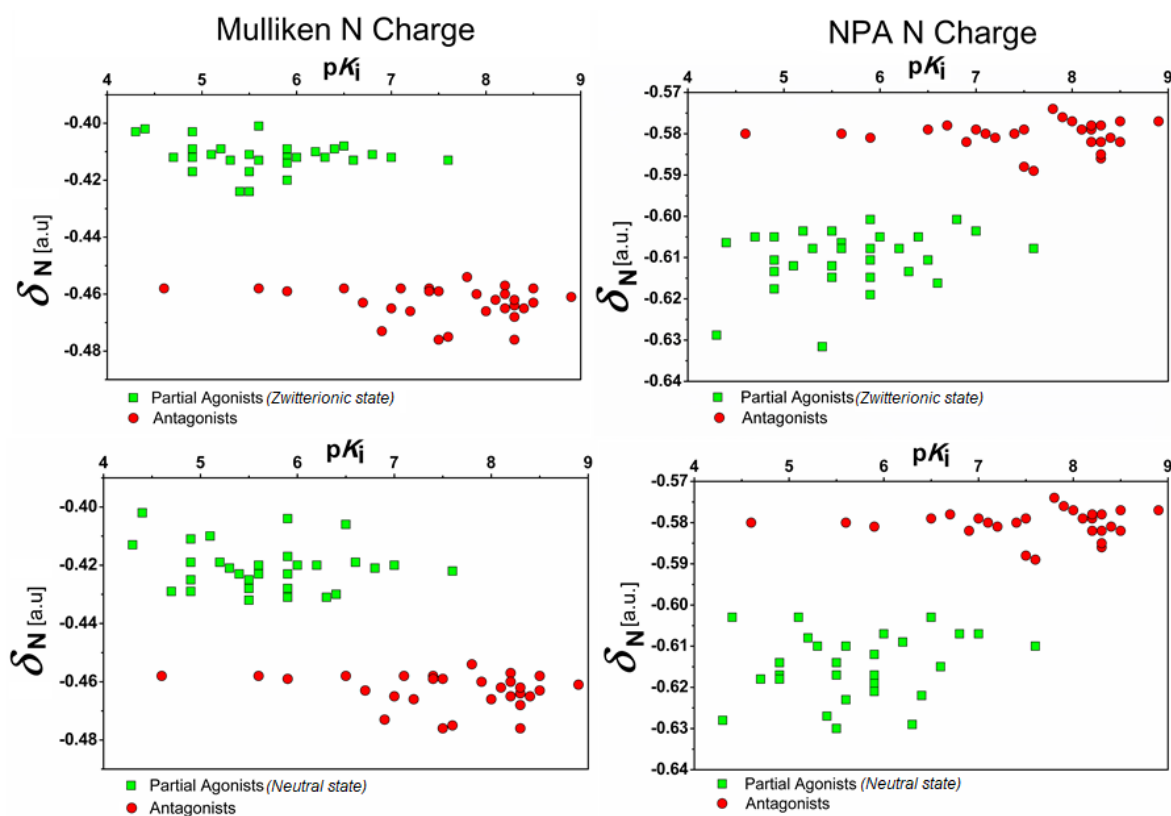 Mulliken N Charge
NPA N Charge
pKi
4 5 6 7 8 9
-0.40
-0.42
-0.44
-0.46
-0.48
δN [a.u]
Partial Agonists (Zwitterionic state)
Antagonists
pKi
4 5 6 7 8 9
-0.57
-0.58
-0.59
-0.60
-0.61
-0.62
-0.63
-0.64
δN [a.u.]
Partial Agonists (Zwitterionic state)
Antagonists
pKi
4 5 6 7 8 9
-0.40
-0.42
-0.44
-0.46
-0.48
δN [a.u]
Partial Agonists (Neutral state)
Antagonists
pKi
4 5 6 7 8 9
-0.57
-0.58
-0.59
-0.60
-0.61
-0.62
-0.63
-0.64
δN [a.u.]
Partial Agonists (Neutral state)
Antagonists